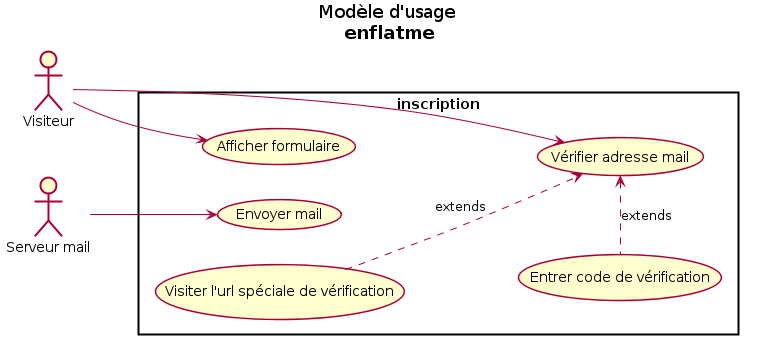 Modèle d'usage
enflatme
Visiteur
inscription
Afficher formulaire
Vérifier adresse mail
Serveur mail
Envoyer mail
extends
extends
Visiter l'url spéciale de vérification
Entrer code de vérification